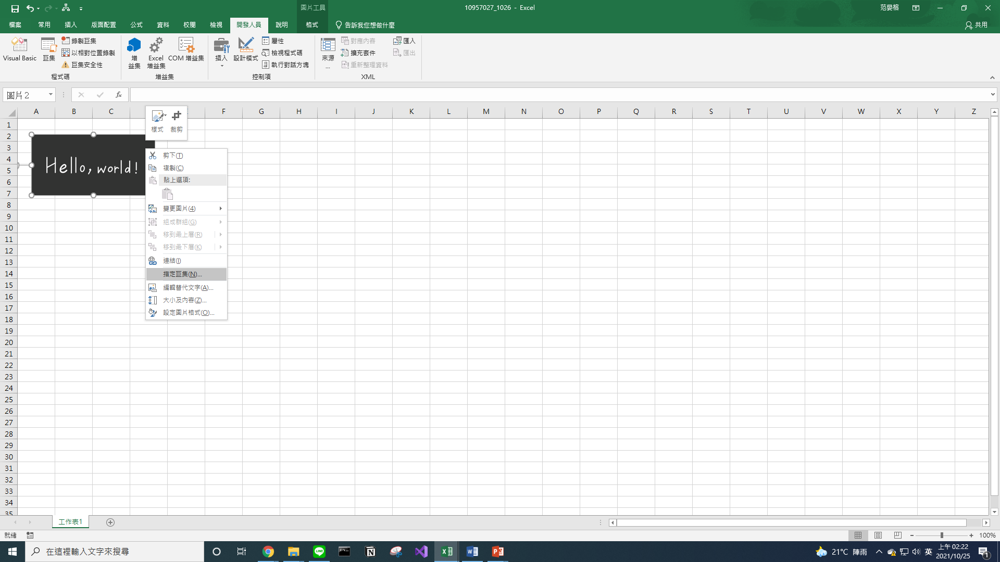 圖片工具
10957027_1026 - Excel
范晏榕
檔案 常用 插入 版面配置 公式 資料 校閱 檢視 開發人員 說明 格式 告訴我您想做什麼 共用
Visual Basic
巨集
錄製巨集
以相對位置錄製
巨集安全性
程式碼
增
益集
Excel
增益集
COM 增益集
增益集
插入
設計模式
屬性
檢視程式碼
執行對話方塊
控制項
來源
...
對應內容
擴充套件
重新整理資料
匯入
匯出
XML
圖片 2
fx
A B C F G H I J K L M N O P Q R S T U V W X Y Z
樣式 裁剪
1
2
3
4
5
6
7
8
9
10
11
12
13
14
15
16
17
18
19
20
21
22
23
24
25
26
27
28
29
30
31
32
33
34
35
Hello, world!
剪下(T)
複製(C)
貼上選項:
變更圖片(4)
組成群組(G)
移到最上層(R)
移到最下層(K)
連結(I)
指定巨集(N)...
編輯替代文字(A)...
大小及內容(Z)...
設定圖片格式(O)...
工作表1
就緒
100%
在這裡輸入文字來搜尋
LINE
21°C 陣雨
英
上午 02:22
2021/10/25
1